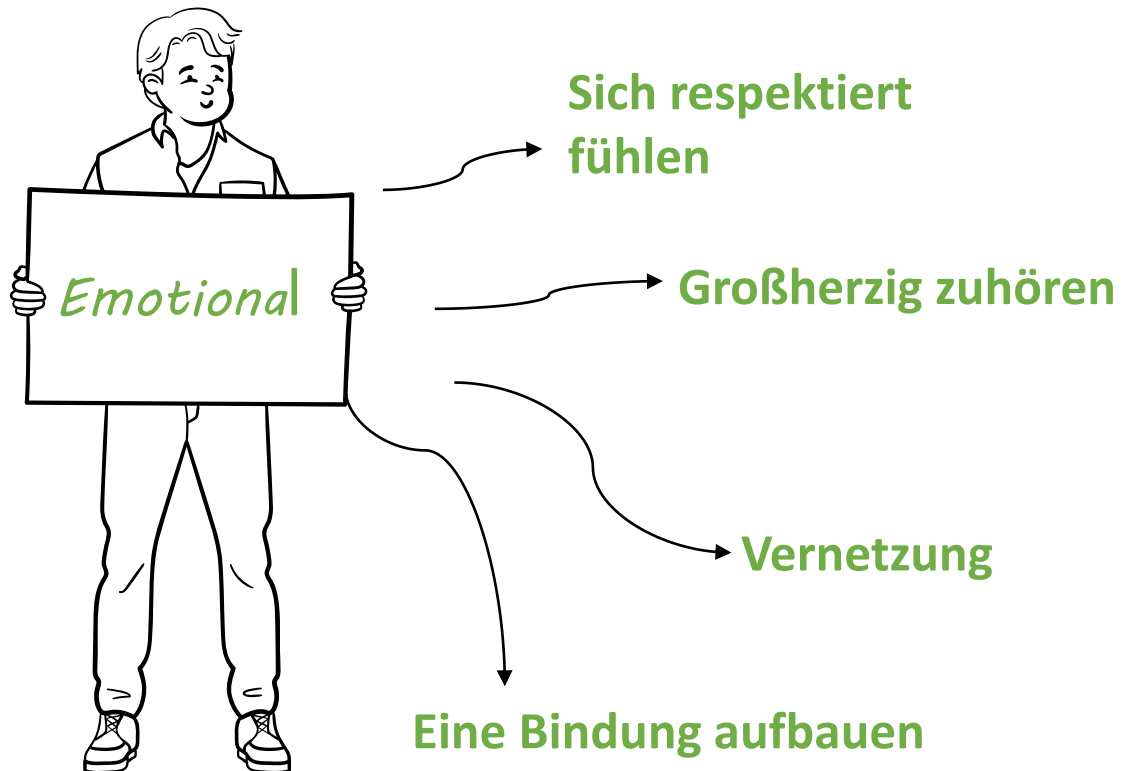 Sich respektiert
fühlen
Emotional
Großherzig zuhören
Vernetzung
Eine Bindung aufbauen